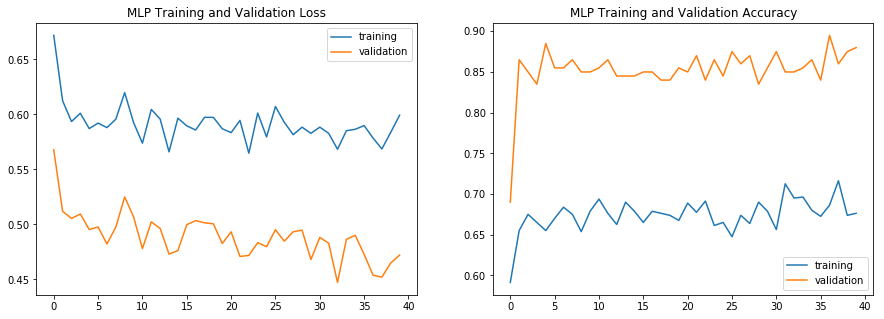 MLP Training and Validation Loss
training
validation
0.65
0.60
0.55
0.50
0.45
0 5 10 15 20 25 30 35 40
MLP Training and Validation Accuracy
0.90
0.85
0.80
0.75
0.70
0.65
0.60
training
validation
0 5 10 15 20 25 30 35 40